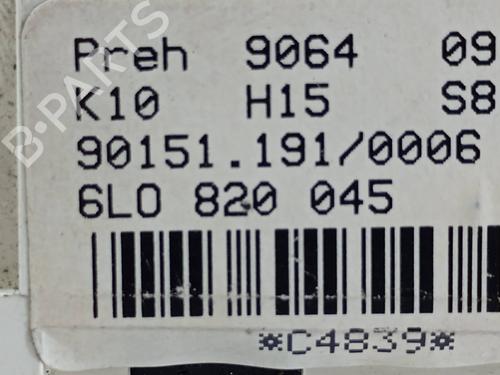 Preh 9064 09
K10 H15 S8
90151.191/0006
6L0 820 045
*C4839*
B-PARTS